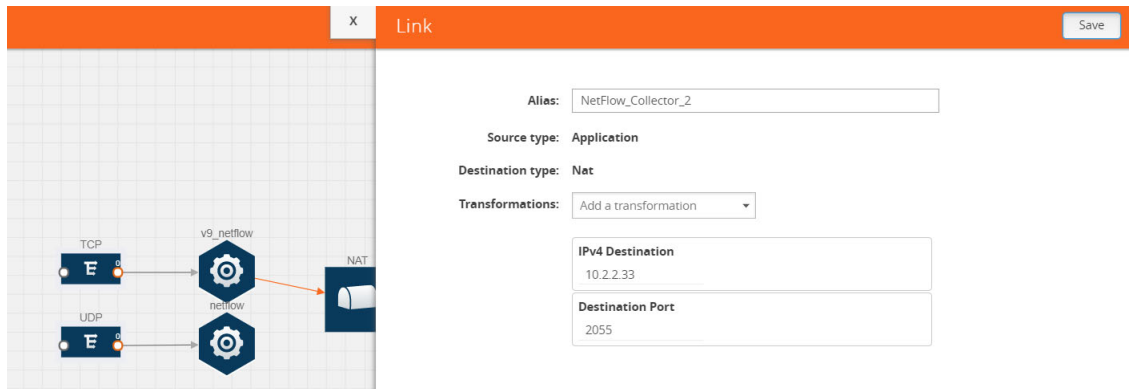 X
Link
Save
Alias: NetFlow_Collector_2
Source type: Application
Destination type: Nat
Transformations: Add a transformation
IPv4 Destination
10.2.2.33
Destination Port
2055
v9_netflow
TCP
NAT
netflow
UDP